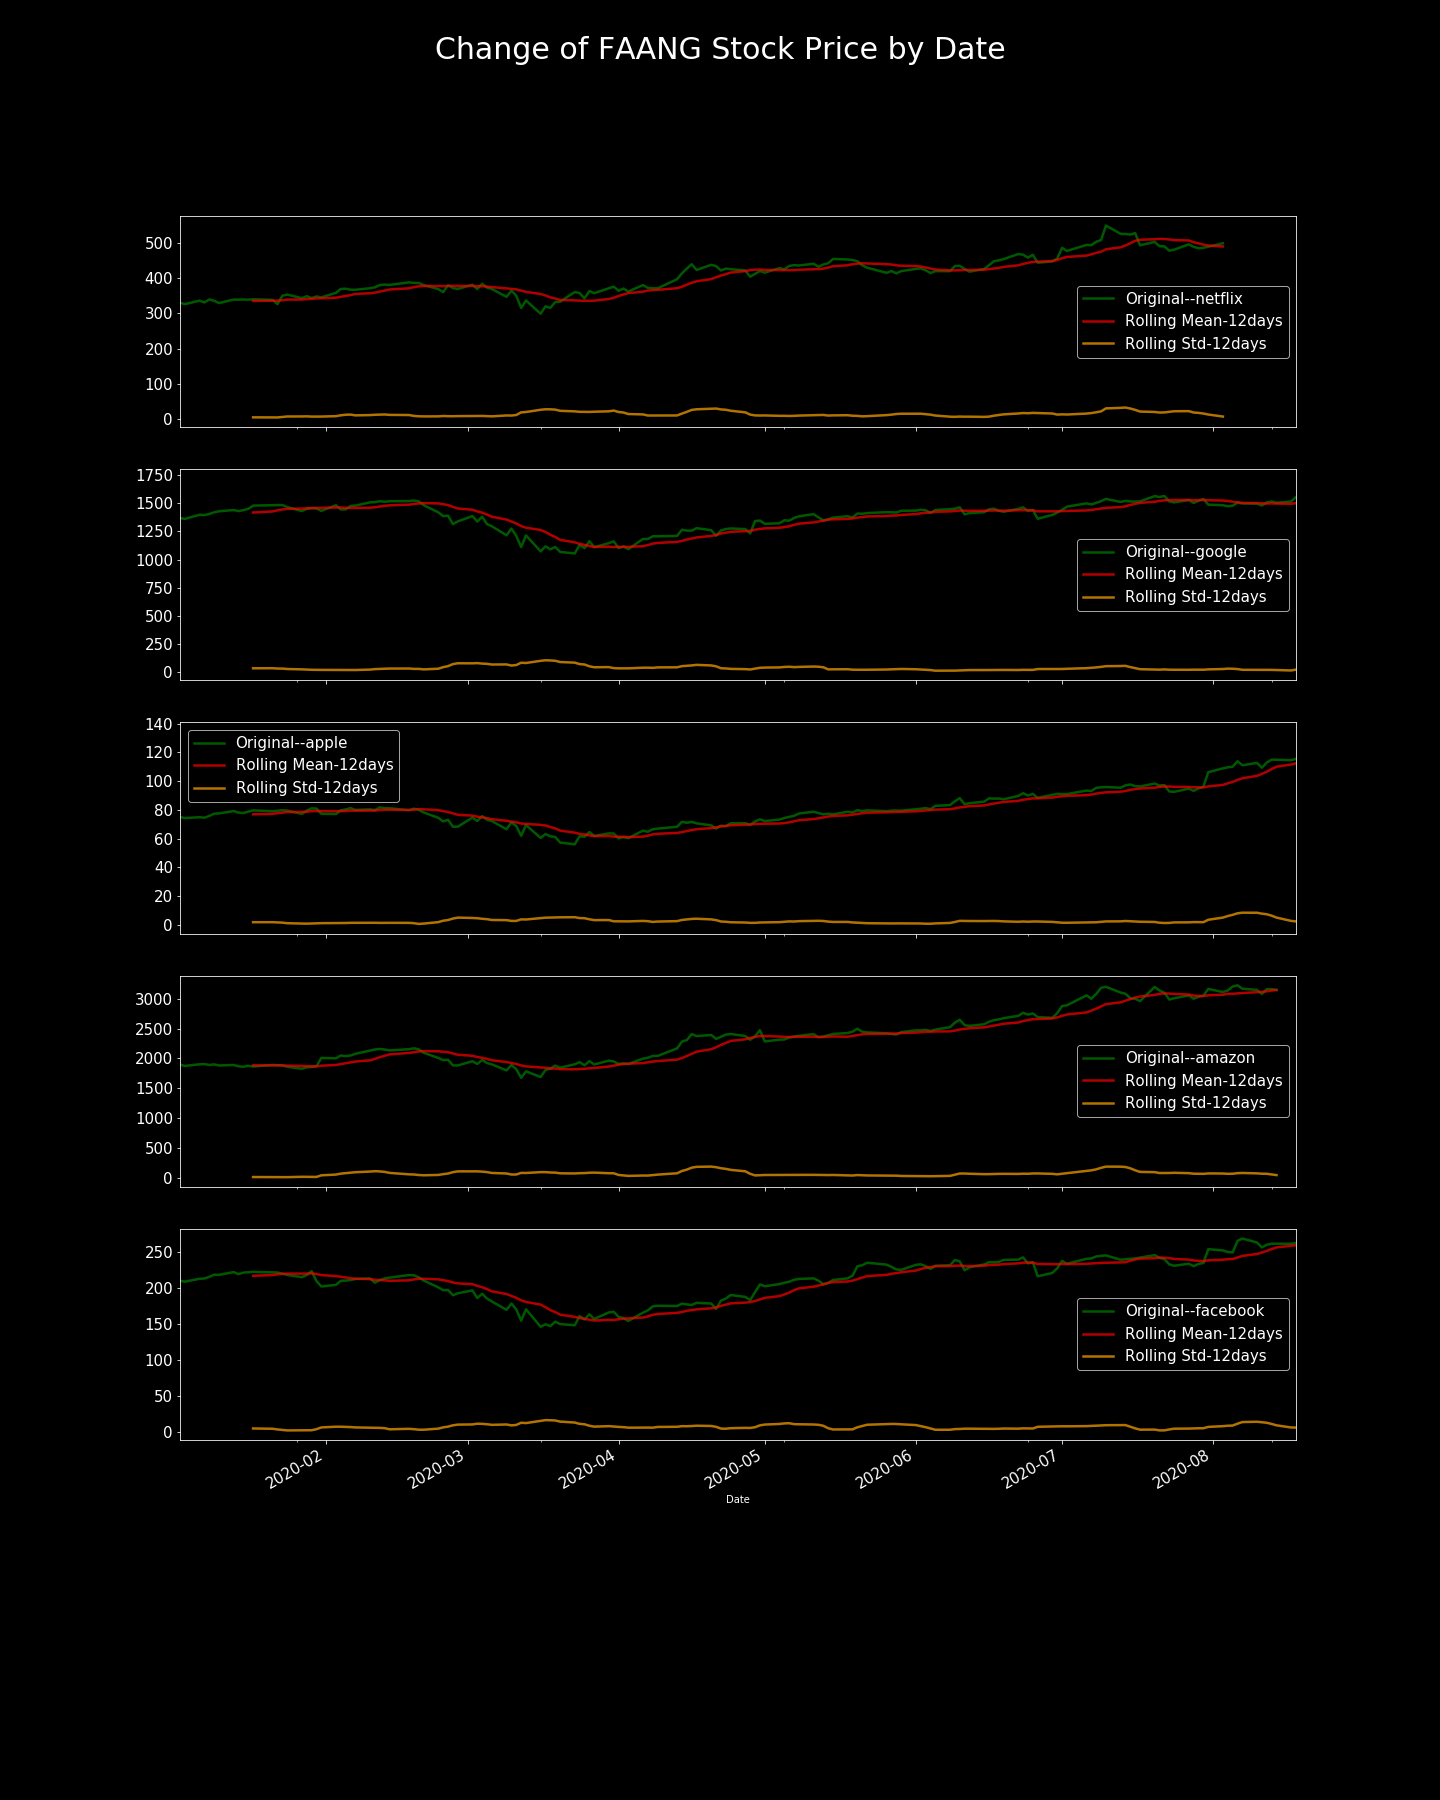 Change of FAANG Stock Price by Date
500
400
300
200
100
0
Original--netflix
Rolling Mean-12days
Rolling Std-12days
1750
1500
1250
1000
750
500
250
0
Original--google
Rolling Mean-12days
Rolling Std-12days
140
120
100
80
60
40
20
0
Original--apple
Rolling Mean-12days
Rolling Std-12days
3000
2500
2000
1500
1000
500
0
Original--amazon
Rolling Mean-12days
Rolling Std-12days
250
200
150
100
50
0
Original--facebook
Rolling Mean-12days
Rolling Std-12days
2020-02 2020-03 2020-04 2020-05 2020-06 2020-07 2020-08
Date